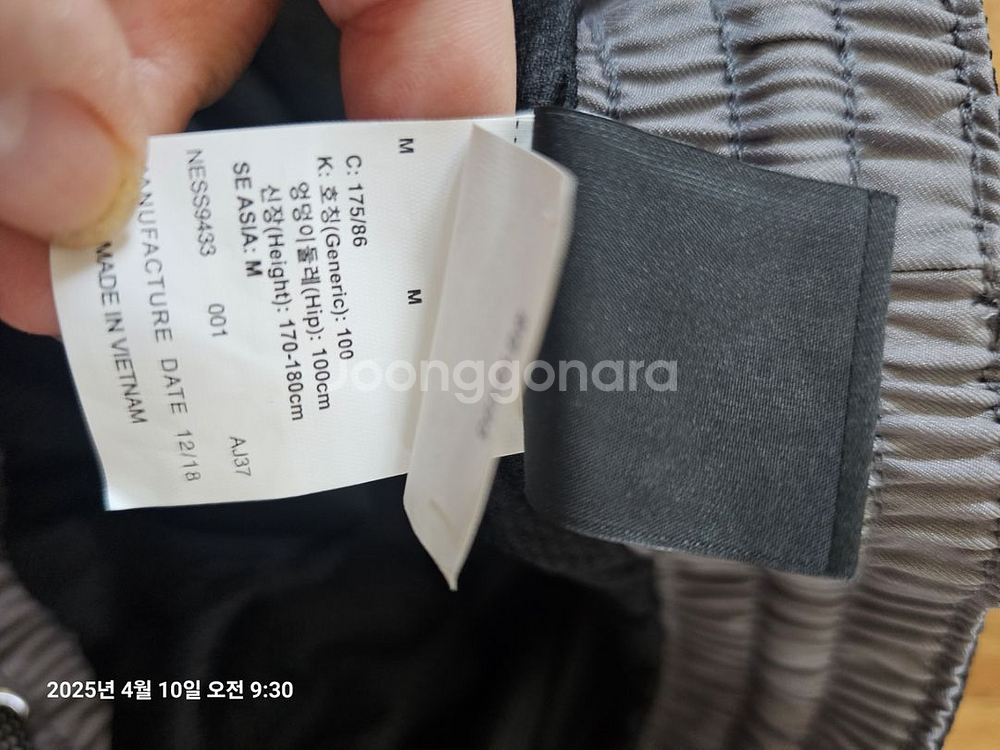 M
M
C: 175/86
K: 호칭(Generic): 100
엉덩이둘레(Hip): 100cm
신장(Height): 170-180cm
SE ASIA: M
NESS9433 001 AJ37
MANUFACTURE DATE 12/18
MADE IN VIETNAM
Joonggonara
2025년 4월 10일 오전 9:30